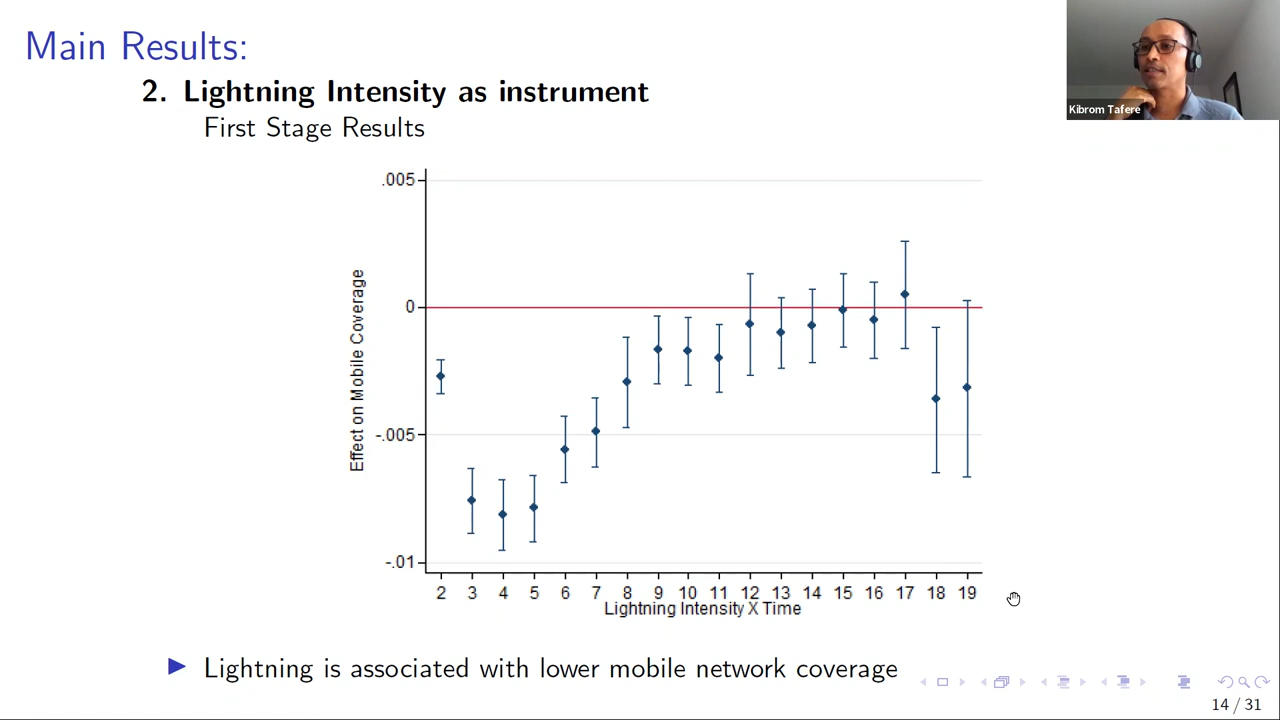 Main Results:
2. Lightning Intensity as instrument
First Stage Results
Kibrom Tafere
.005
0
-.005
-.01
Effect on Mobile Coverage
2 3 4 5 6 7 8 9 10 11 12 13 14 15 16 17 18 19
Lightning Intensity X Time
Lightning is associated with lower mobile network coverage
14 / 31